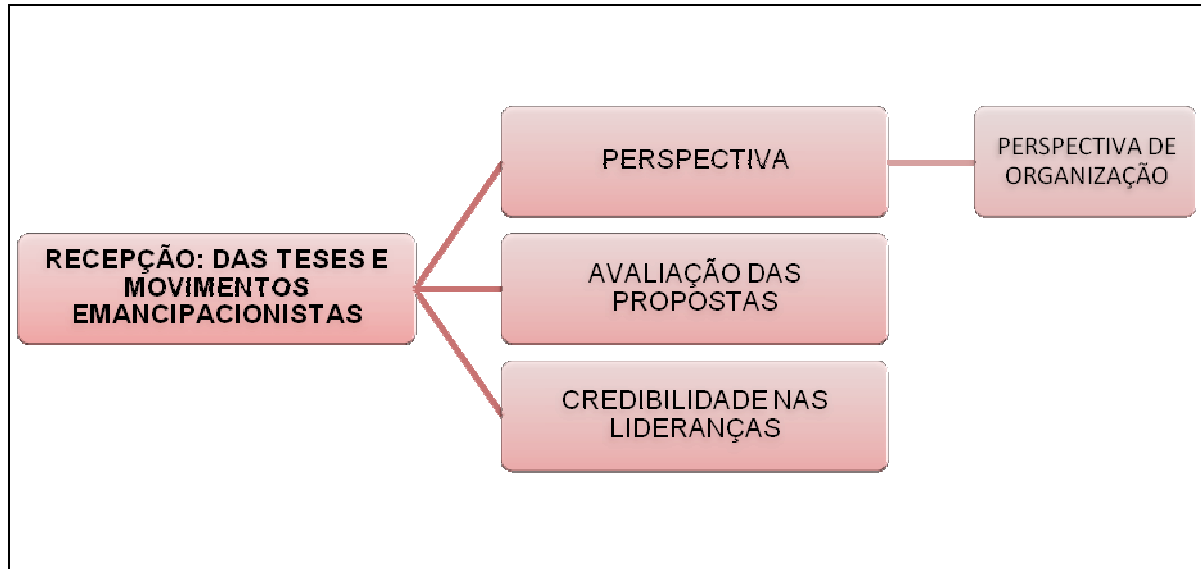 RECEPÇÃO: DAS TESES E
MOVIMENTOS
EMANCIPACIONISTAS
PERSPECTIVA
PERSPECTIVA DE
ORGANIZAÇÃO
AVALIAÇÃO DAS
PROPOSTAS
CREDIBILIDADE NAS
LIDERANÇAS